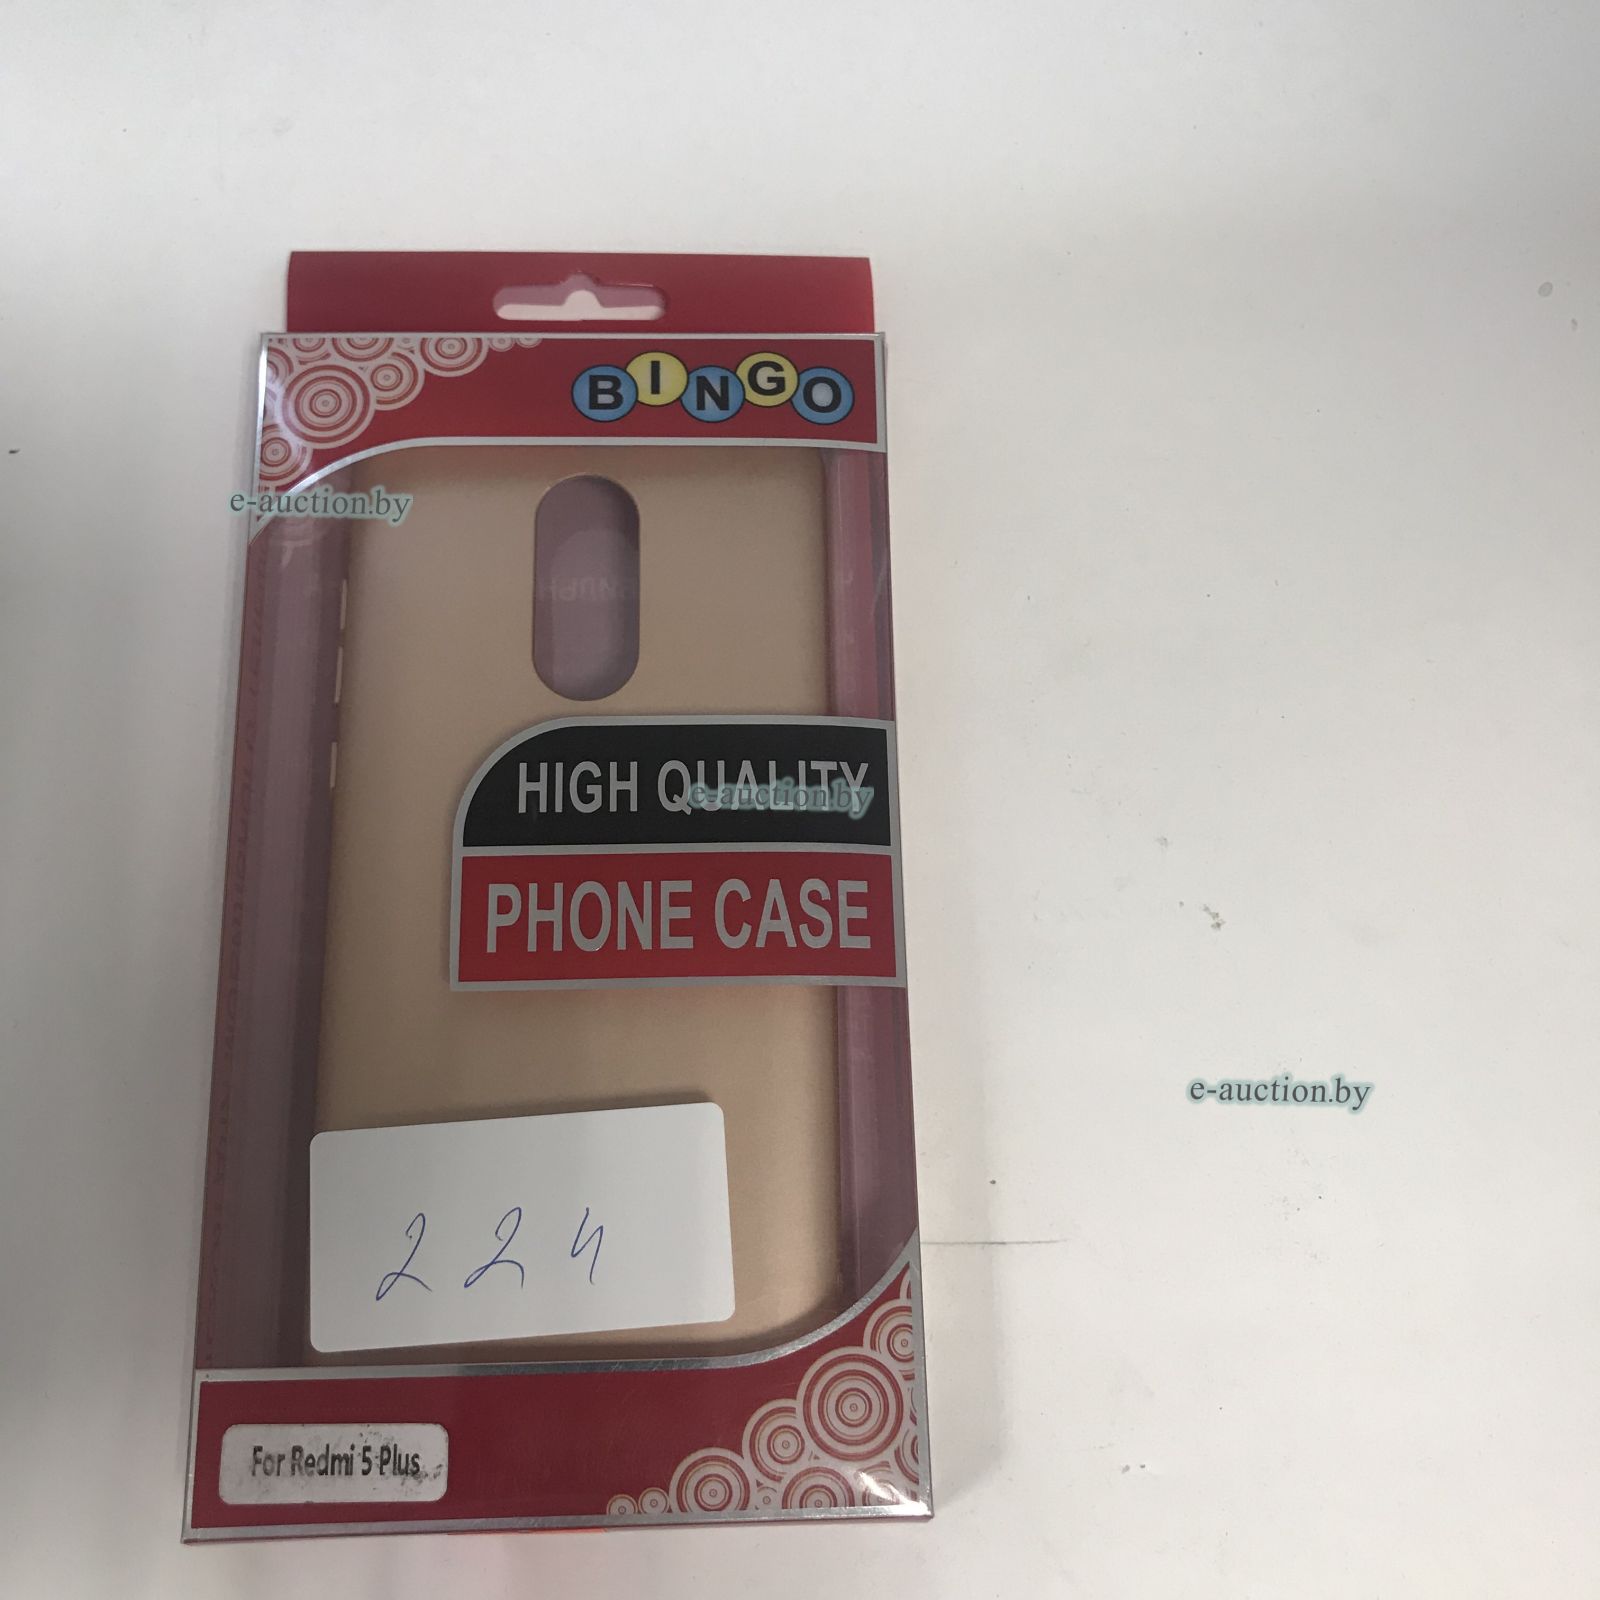 BINGO
e-auction.by
HIGH QUALITY
e-auction.by
PHONE CASE
e-auction.by
224
For Redmi 5 Plus